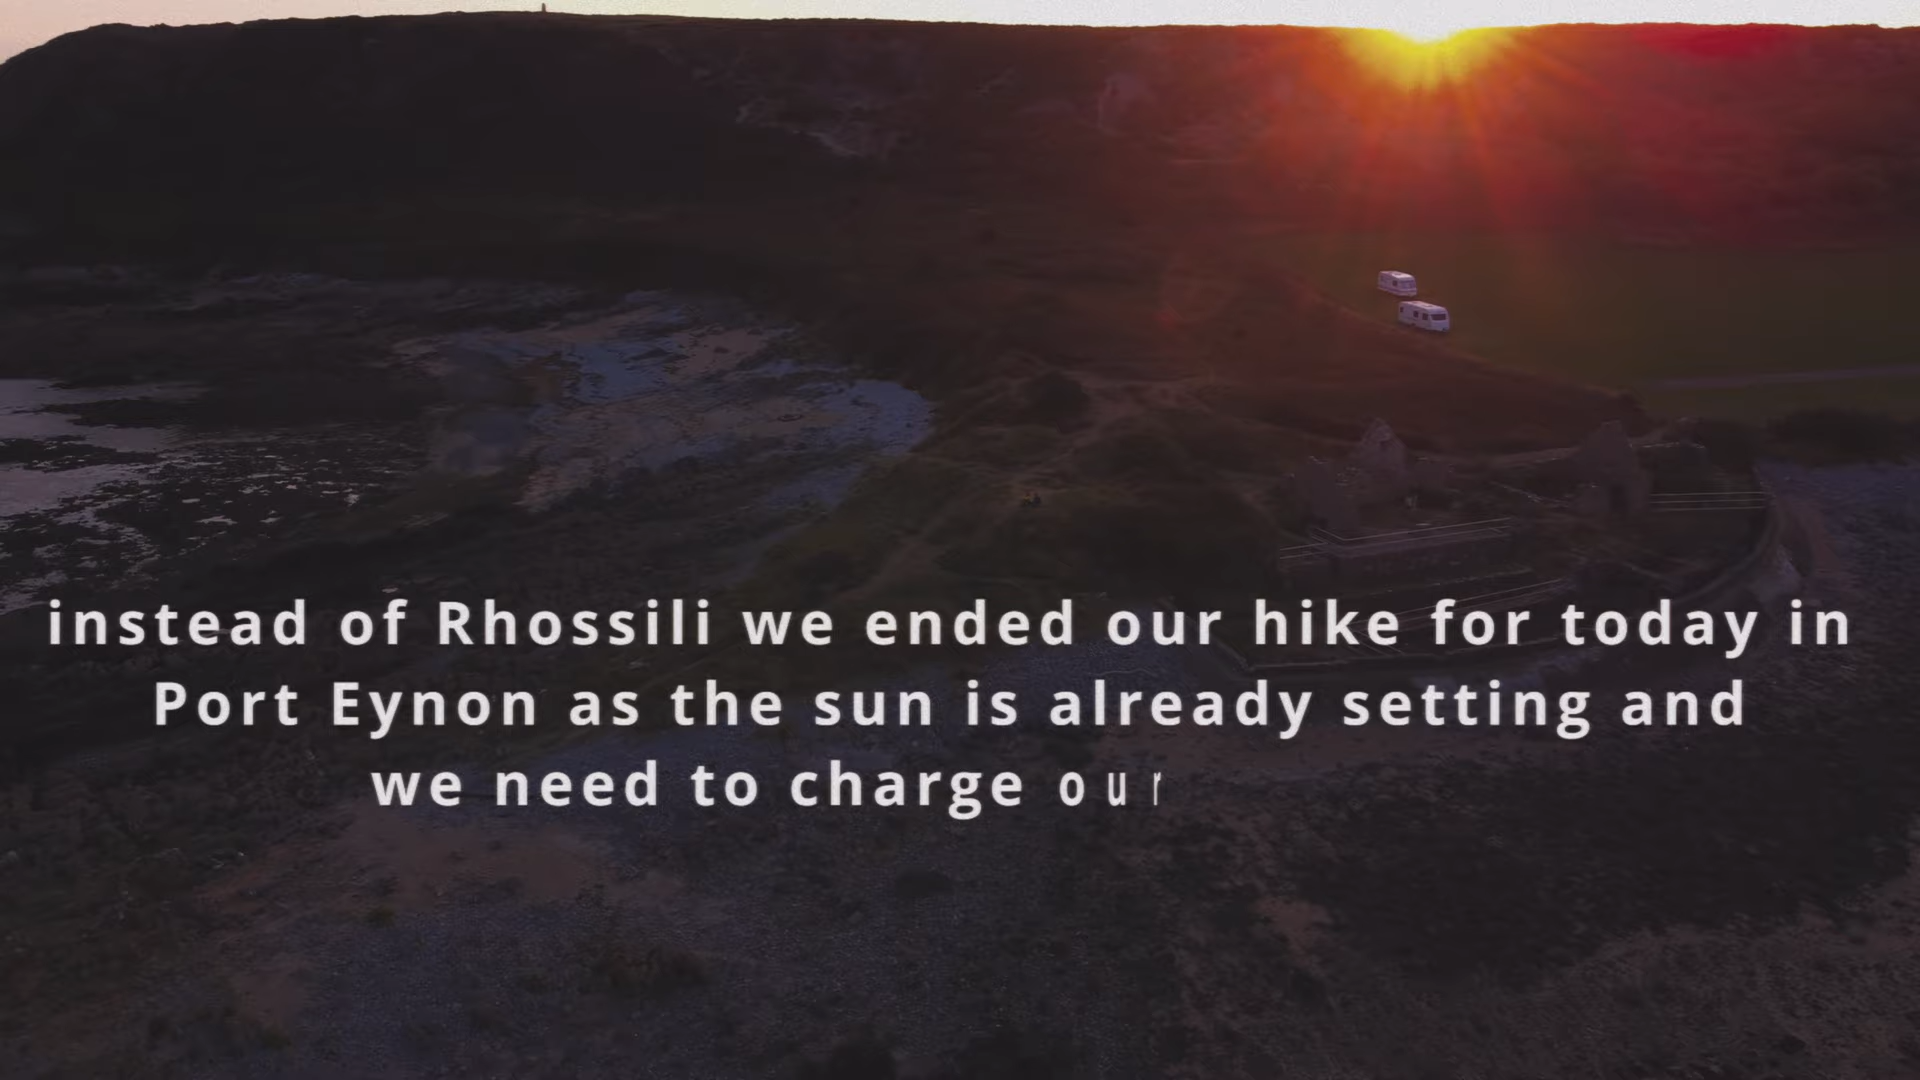 instead of Rhossili we ended our hike for today in
Port Eynon as the sun is already setting and
we need to charge our